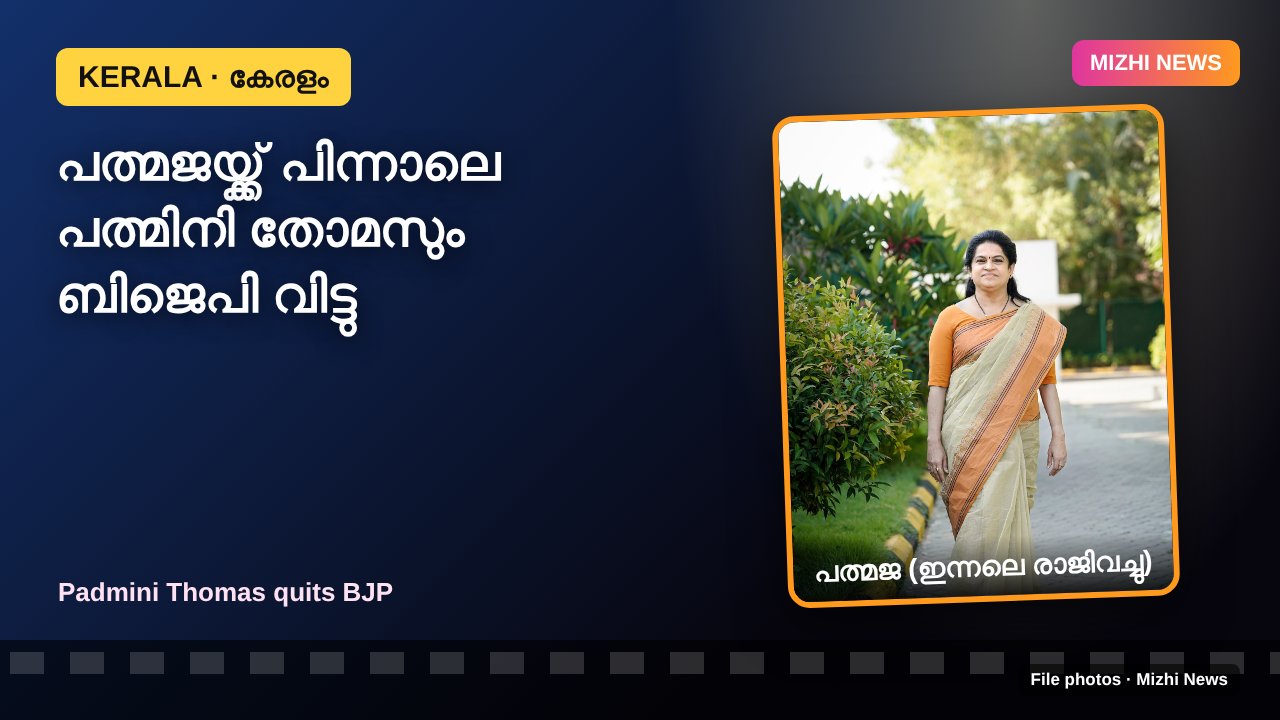 KERALA · കേരളം
MIZHI NEWS
പത്മജയ്ക്ക് പിന്നാലെ
പത്മിനി തോമസും
ബിജെപി വിട്ടു
പത്മജ (ഇന്നലെ രാജിവച്ചു)
Padmini Thomas quits BJP
File photos · Mizhi News